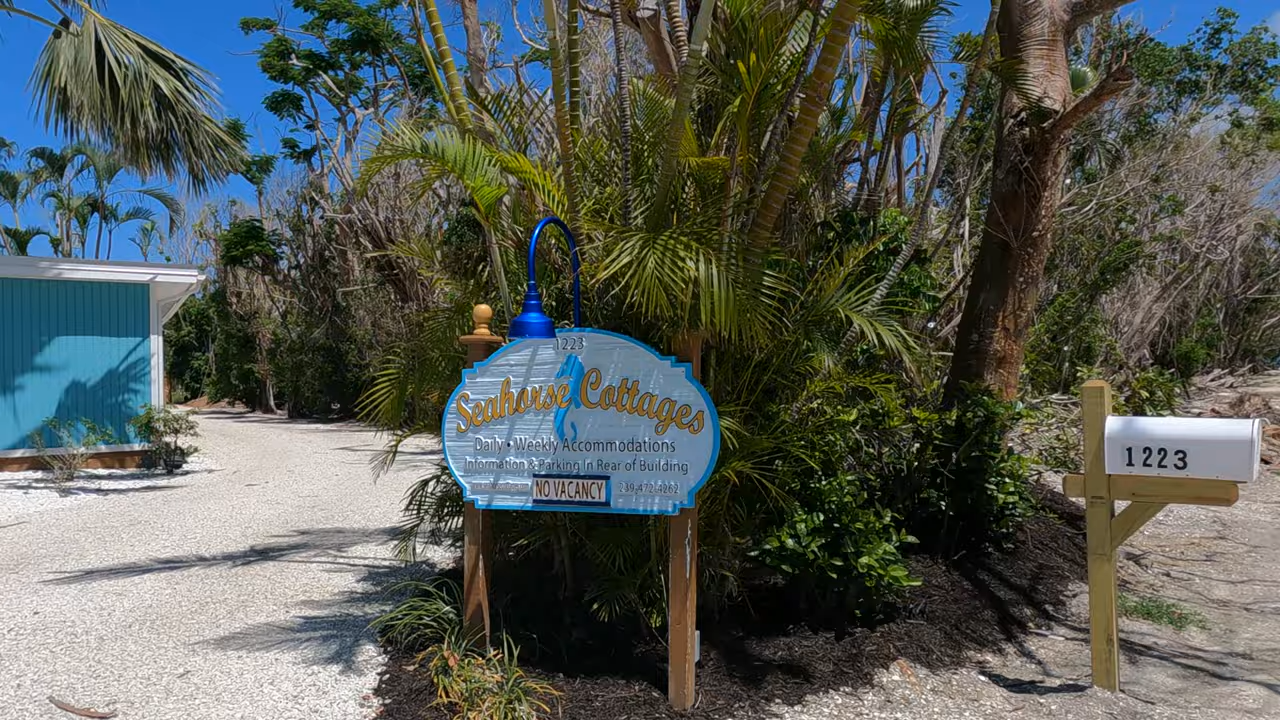 1223
Seahorse Cottages
Daily • Weekly Accommodations
Information & Parking In Rear of Building
NO VACANCY
239-472-4262
1223